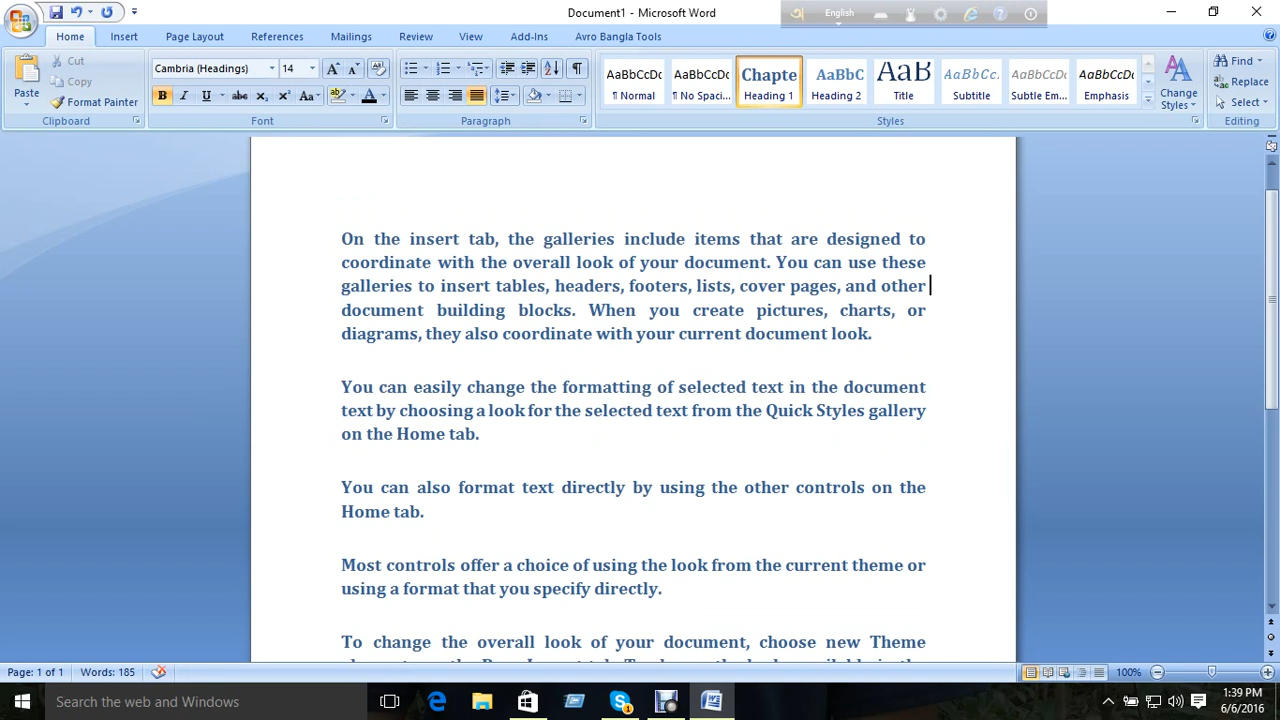 Document1 - Microsoft Word
English
Home Insert Page Layout References Mailings Review View Add-Ins Avro Bangla Tools
Paste
Cut
Copy
Format Painter
Clipboard
Cambria (Headings) 14
Font
Paragraph
AaBbCcDc AaBbCcDc Chapte AaBbC AaB AaBbCc. AaBbCcDc AaBbCcDc
¶ Normal ¶ No Spaci... Heading 1 Heading 2 Title Subtitle Subtle Em... Emphasis
Change Styles
Styles
Find
Replace
Select
Editing
On the insert tab, the galleries include items that are designed to
coordinate with the overall look of your document. You can use these
galleries to insert tables, headers, footers, lists, cover pages, and other
document building blocks. When you create pictures, charts, or
diagrams, they also coordinate with your current document look.
You can easily change the formatting of selected text in the document
text by choosing a look for the selected text from the Quick Styles gallery
on the Home tab.
You can also format text directly by using the other controls on the
Home tab.
Most controls offer a choice of using the look from the current theme or
using a format that you specify directly.
To change the overall look of your document, choose new Theme
Page: 1 of 1 Words: 185 100%
Search the web and Windows
1:39 PM
6/6/2016